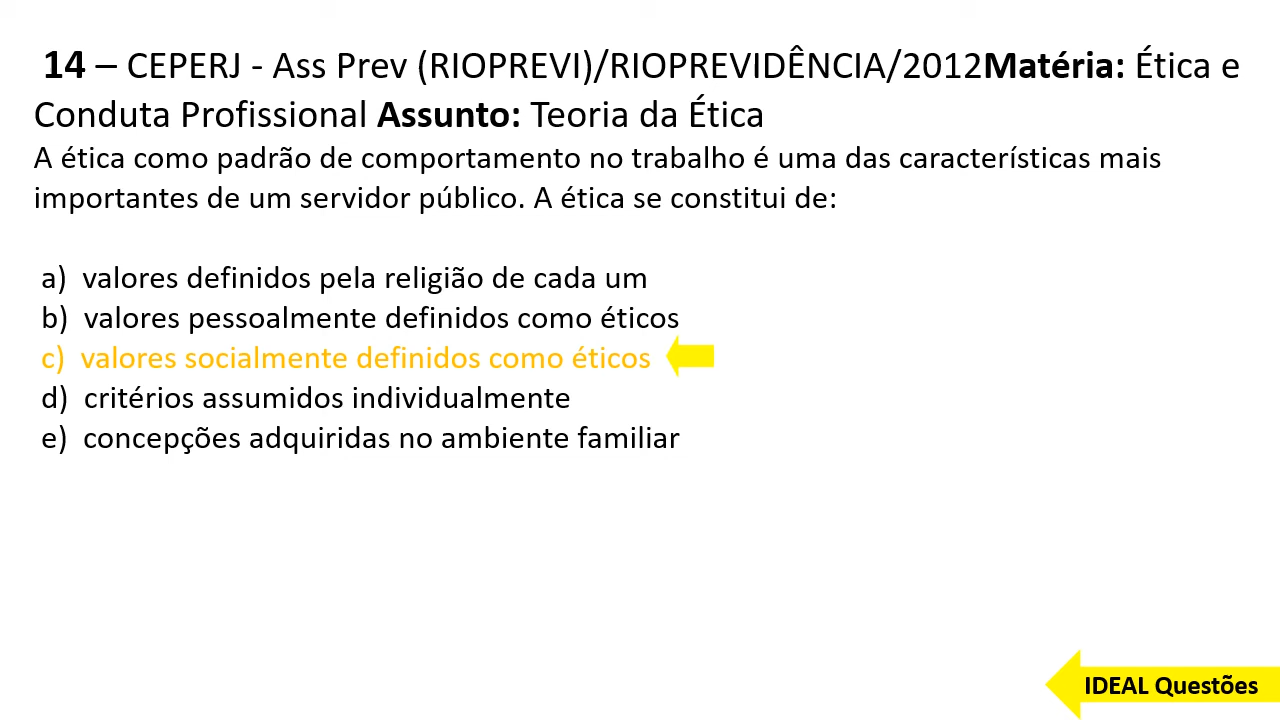 14 – CEPERJ - Ass Prev (RIOPREVI)/RIOPREVIDÊNCIA/2012Matéria: Ética e
Conduta Profissional Assunto: Teoria da Ética
A ética como padrão de comportamento no trabalho é uma das características mais
importantes de um servidor público. A ética se constitui de:
a) valores definidos pela religião de cada um
b) valores pessoalmente definidos como éticos
c) valores socialmente definidos como éticos
d) critérios assumidos individualmente
e) concepções adquiridas no ambiente familiar
IDEAL Questões